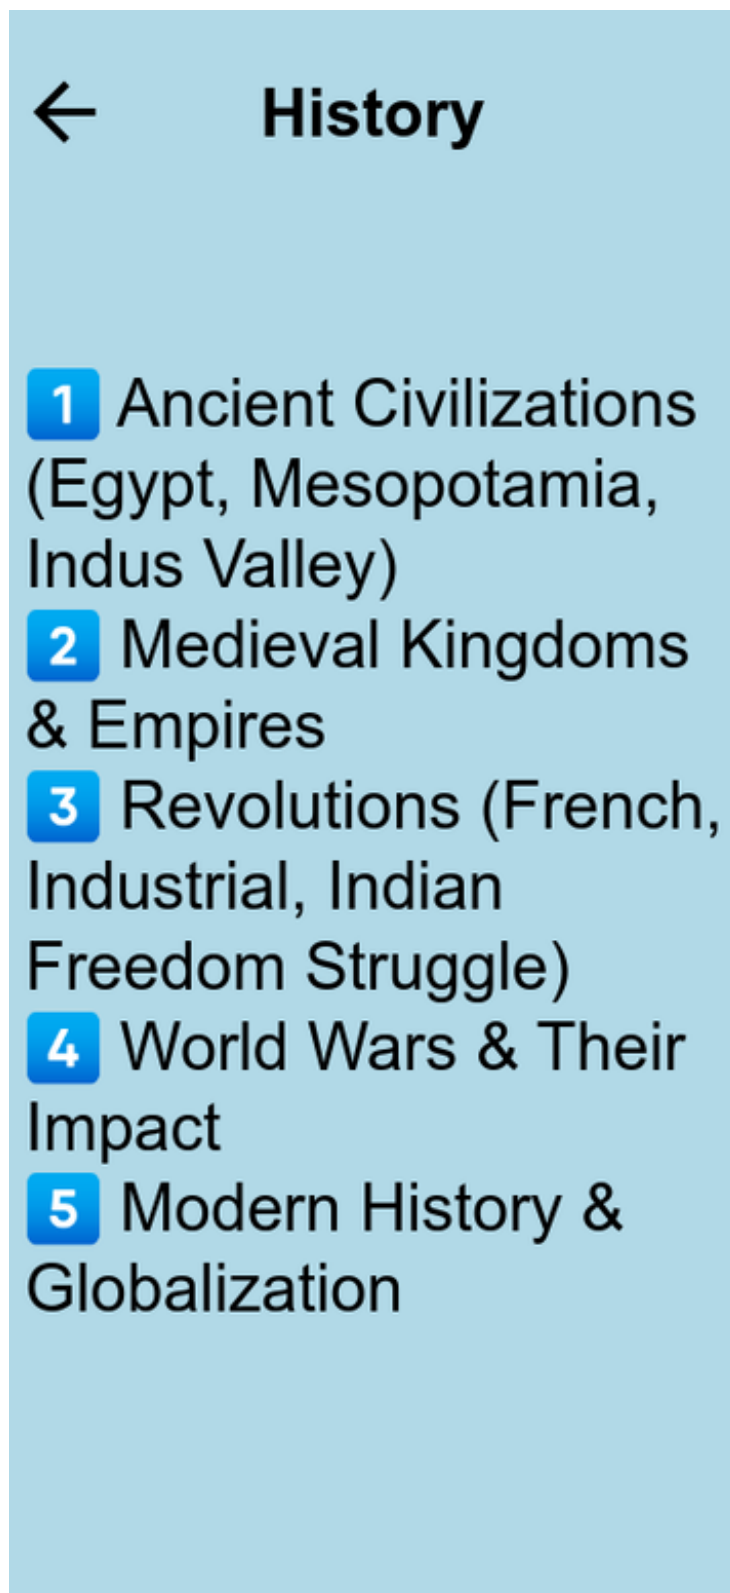 History
1 Ancient Civilizations
(Egypt, Mesopotamia,
Indus Valley)
2 Medieval Kingdoms
& Empires
3 Revolutions (French,
Industrial, Indian
Freedom Struggle)
4 World Wars & Their
Impact
5 Modern History &
Globalization